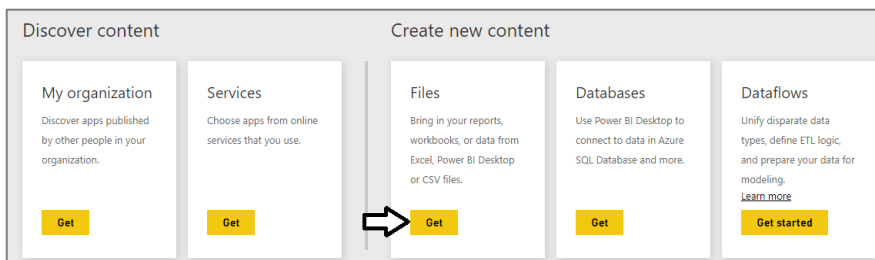 Discover content
Create new content
My organization
Discover apps published
by other people in your
organization.
Get
Services
Choose apps from online
services that you use.
Get
Files
Bring in your reports,
workbooks, or data from
Excel, Power BI Desktop
or CSV files.
Get
Databases
Use Power BI Desktop to
connect to data in Azure
SQL Database and more.
Get
Dataflows
Unify disparate data
types, define ETL logic,
and prepare your data for
modeling.
Learn more
Get started